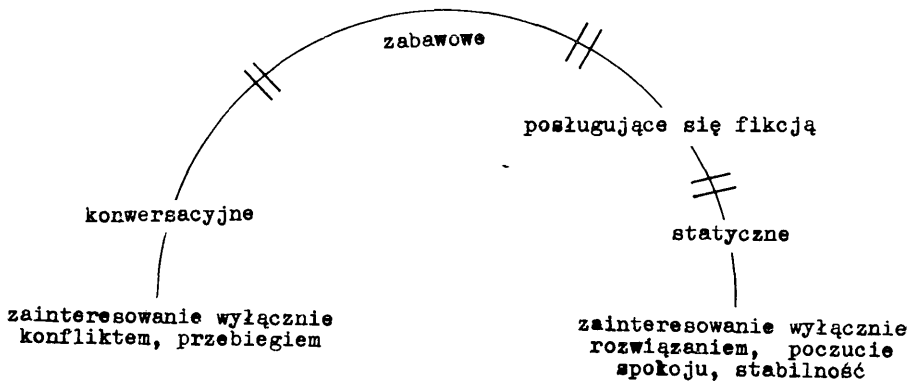 zabawowe
posługujące się fikcją
konwersacyjne
statyczne
zainteresowanie wyłącznie
konfliktem, przebiegiem
zainteresowanie wyłącznie
rozwiązaniem, poczucie
spokoju, stabilność